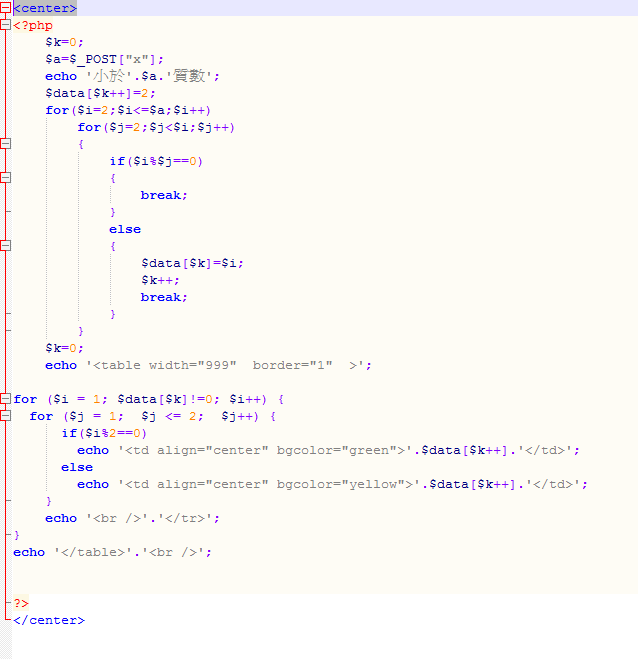 <center>
<?php
    $k=0;
    $a=$_POST["x"];
    echo '小於'.$a.'質數';
    $data[$k++]=2;
    for($i=2;$i<=$a;$i++)
        for($j=2;$j<$i;$j++)
        {
            if($i%$j==0)
            {
                break;
            }
            else
            {
                $data[$k]=$i;
                $k++;
                break;
            }
        }
    $k=0;
    echo '<table width="999"  border="1"  >';
for ($i = 1; $data[$k]!=0; $i++) {
  for ($j = 1;  $j <= 2;  $j++) {
      if($i%2==0)
        echo '<td align="center" bgcolor="green">'.$data[$k++].'</td>';
      else
        echo '<td align="center" bgcolor="yellow">'.$data[$k++].'</td>';
    }
    echo '<br />'.'</tr>';
}
echo '</table>'.'<br />';
?>
</center>